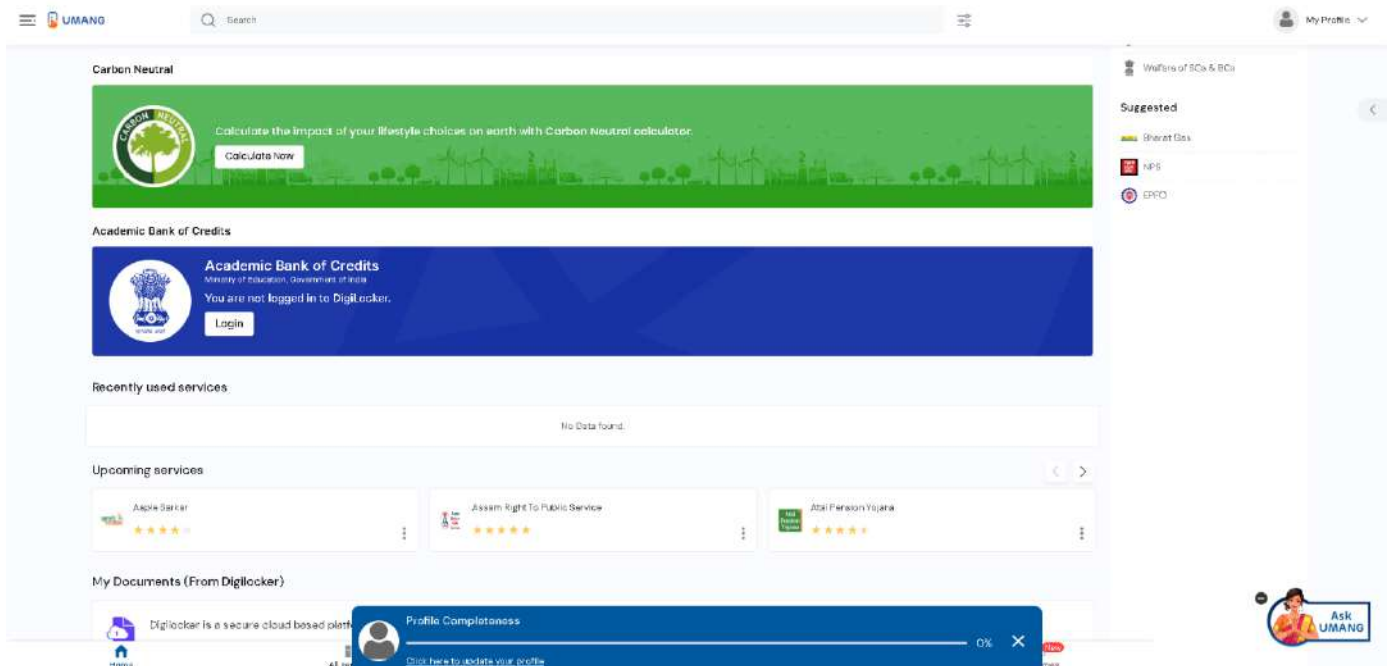 UMANG
Search
My Profile
Carbon Neutral
CARBON NEUTRAL
Calculate the impact of your lifestyle choices on earth with Carbon Neutral calculator.
Calculate Now
Academic Bank of Credits
Academic Bank of Credits
Ministry of Education, Government of India
You are not logged in to DigiLocker.
Login
Recently used services
No Data found.
Upcoming services
Aaple Sarkar
Assam Right To Public Service
Atal Pension Yojana
My Documents (From Digilocker)
Digilocker is a secure cloud based
Profile Completeness
0%
Click here to update your profile
Home
New
Welfare of SCs & BCs
Suggested
Bharat Gas
NPS
EPFO
Ask
UMANG